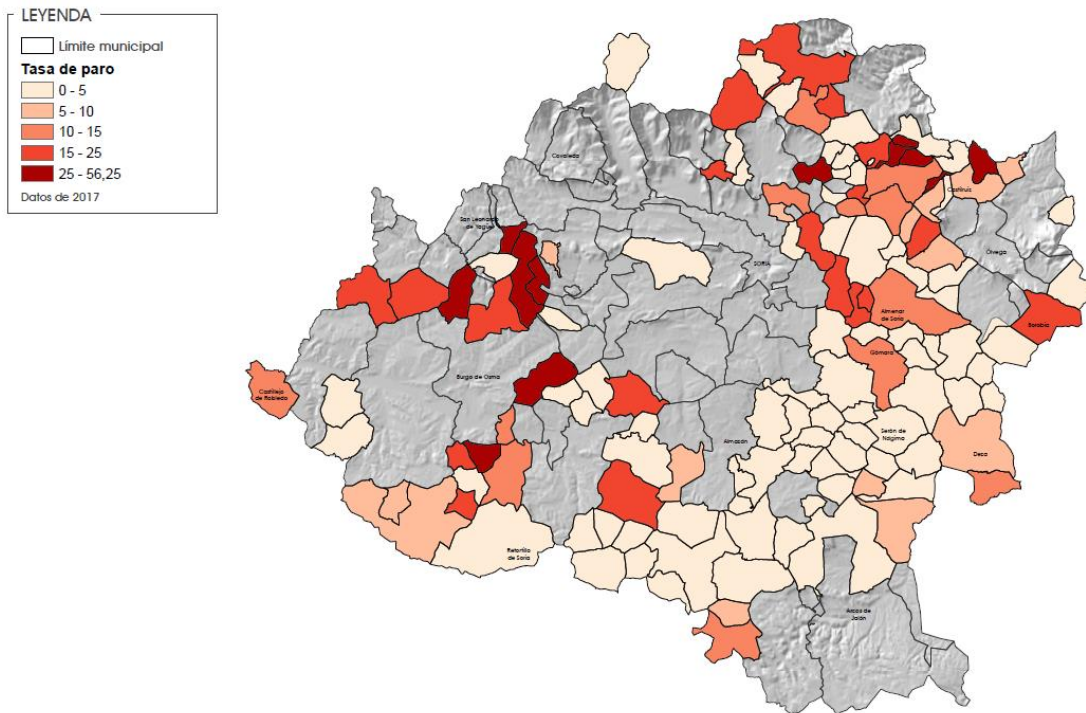 LEYENDA
Límite municipal
Tasa de paro
0 - 5
5 - 10
10 - 15
15 - 25
25 - 56,25
Datos de 2017
Covaleda
San Leonardo
de Yagüe
Castilruiz
SORIA
Ólvega
Almenar
de Soria
Borobia
Gómara
Burgo de Osma
Castillejo
de Robledo
Almazán
Serón de
Nágima
Deza
Retortillo
de Soria
Arcos de
Jalón